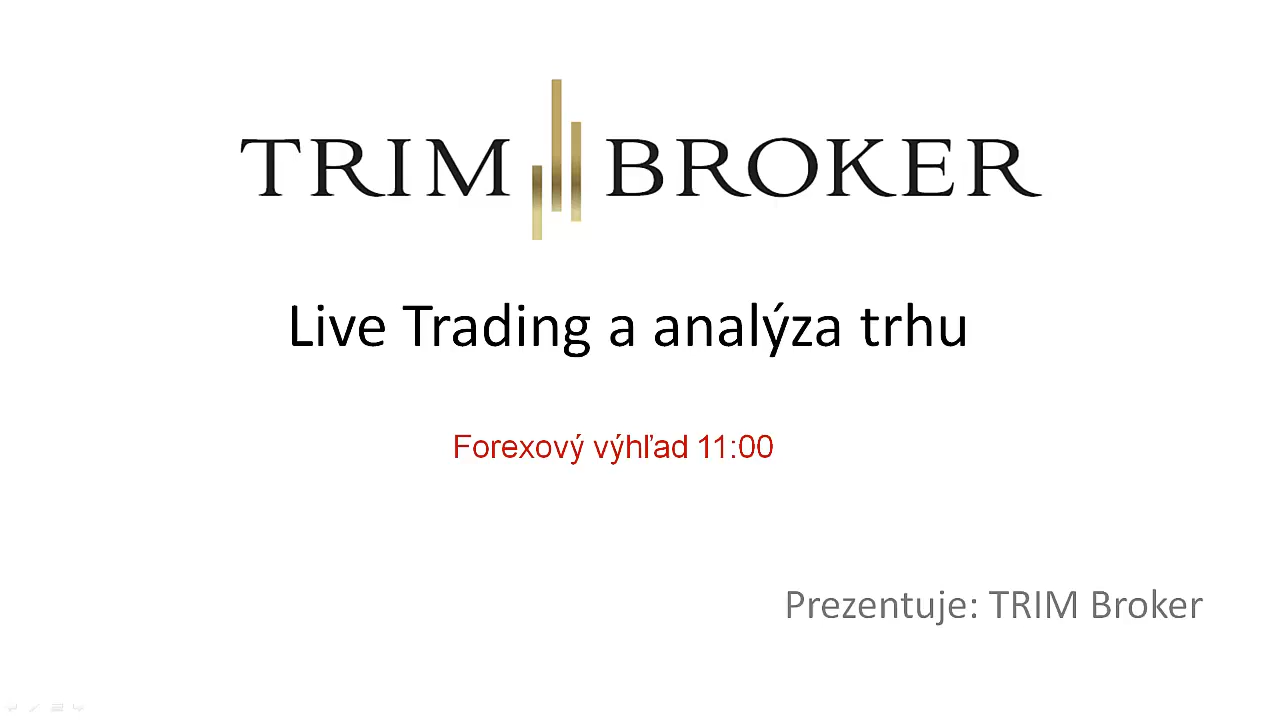 TRIM BROKER
Live Trading a analýza trhu
Forexový výhľad 11:00
Prezentuje: TRIM Broker